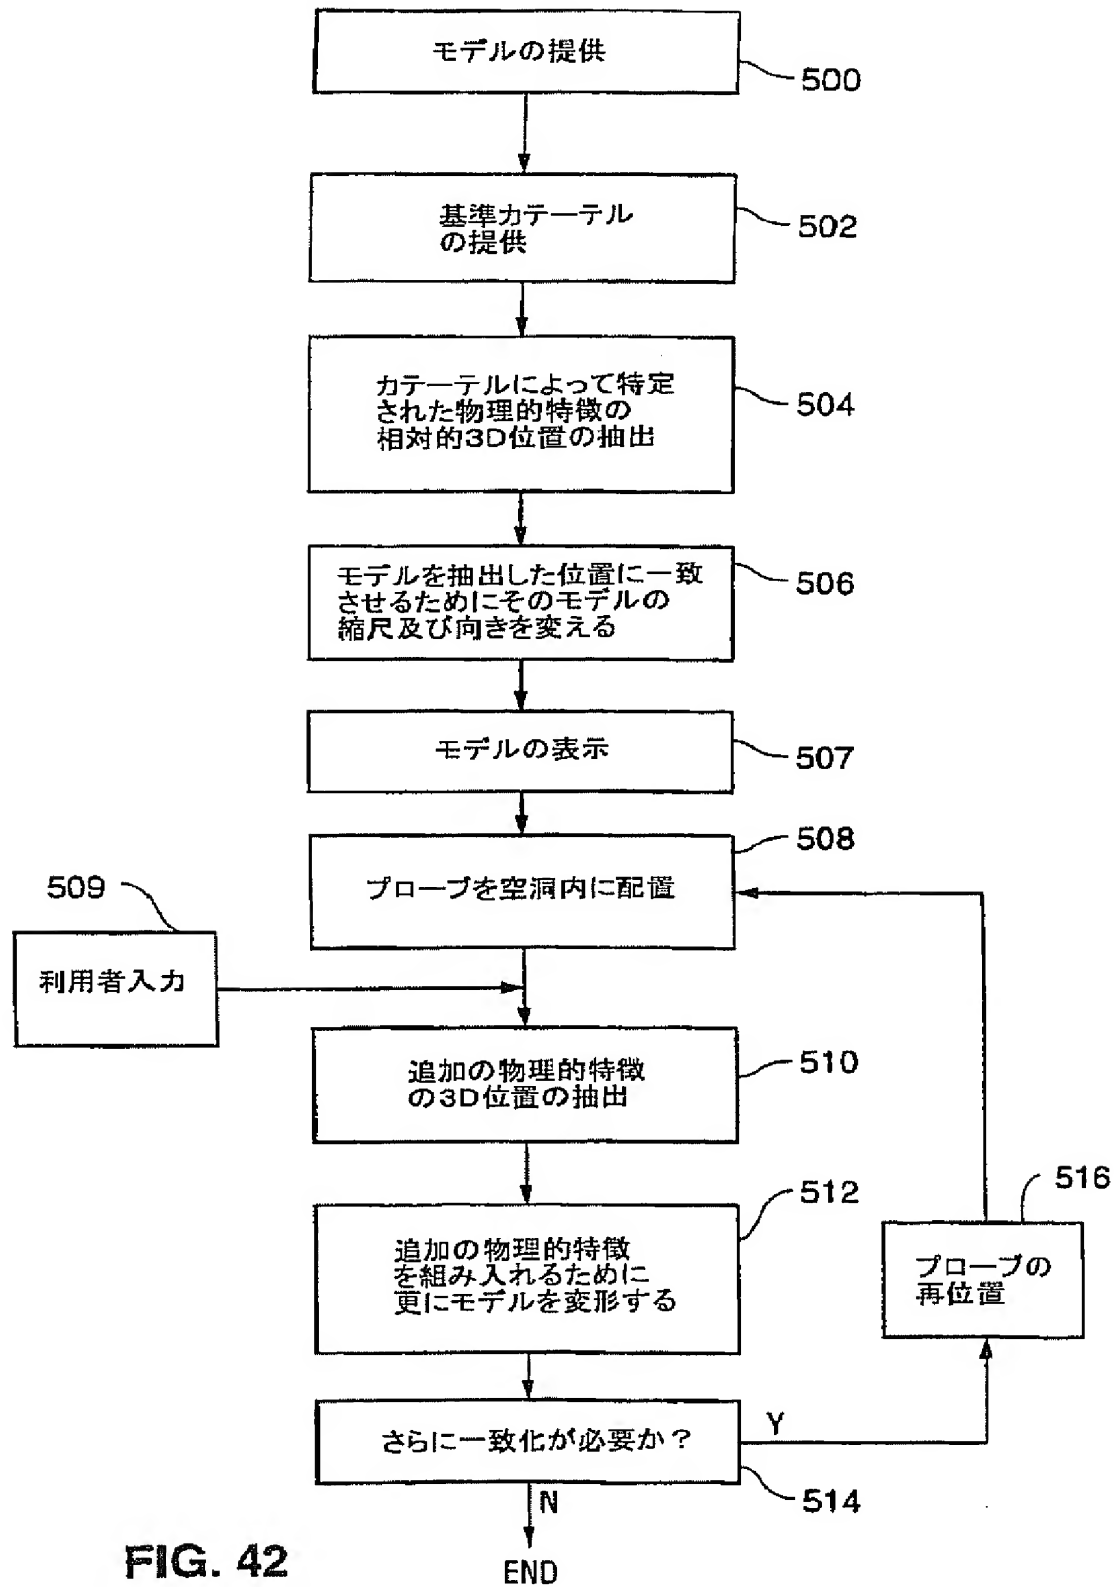 モデルの提供
500
基準カテーテル
の提供
502
カテーテルによって特定
された物理的特徴の
相対的3D位置の抽出
504
モデルを抽出した位置に一致
させるためにそのモデルの
縮尺及び向きを変える
506
モデルの表示
507
508
プローブを空洞内に配置
509
利用者入力
追加の物理的特徴
の3D位置の抽出
510
512
追加の物理的特徴
を組み入れるために
更にモデルを変形する
516
プローブの
再位置
さらに一致化が必要か?
Y
514
N
END
FIG. 42